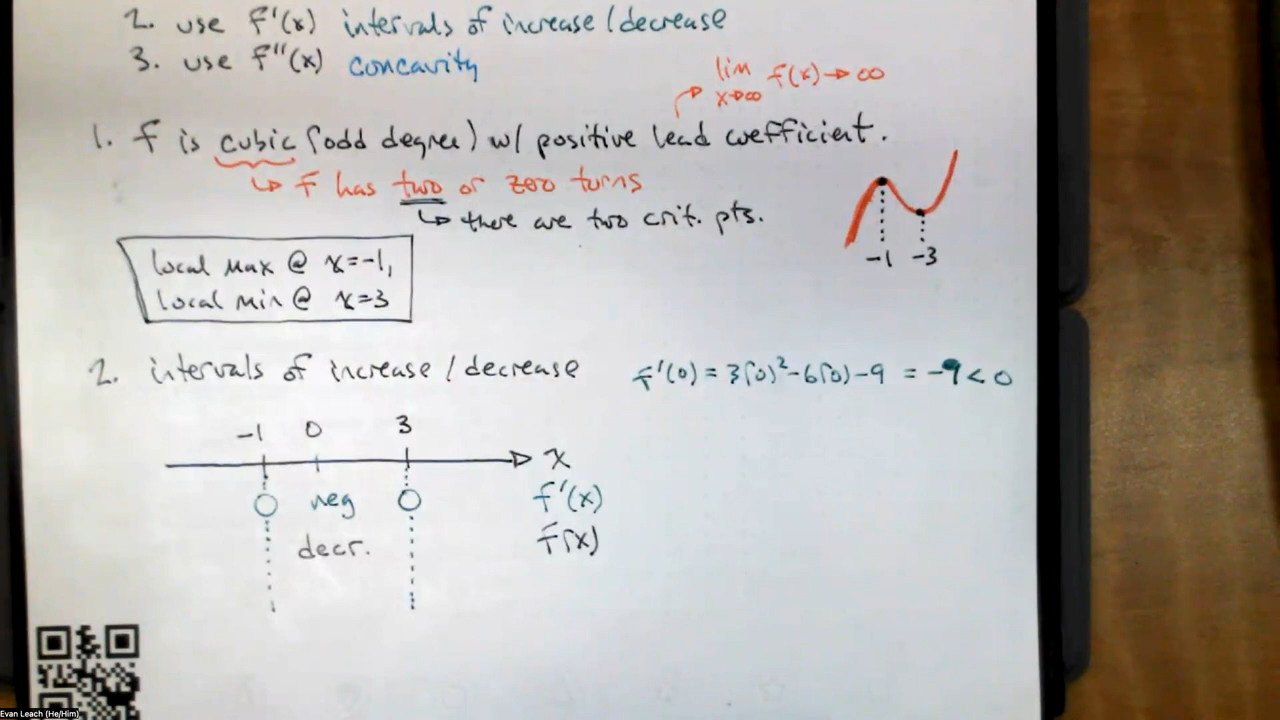 2. use f'(x) intervals of increase/decrease
3. use f''(x) concavity
lim x→∞ f(x)→∞
1. f is cubic (odd degree) w/ positive lead coefficient.
↳ f has two or zero turns
↳ there are two crit. pts.
-1 -3
local max @ x=-1,
local min @ x=3
2. intervals of increase/decrease f'(0) = 3(0)²-6(0)-9 = -9 < 0
-1 0 3
x
0 neg 0 f'(x)
decr. f(x)
Evan Leach (He/Him)